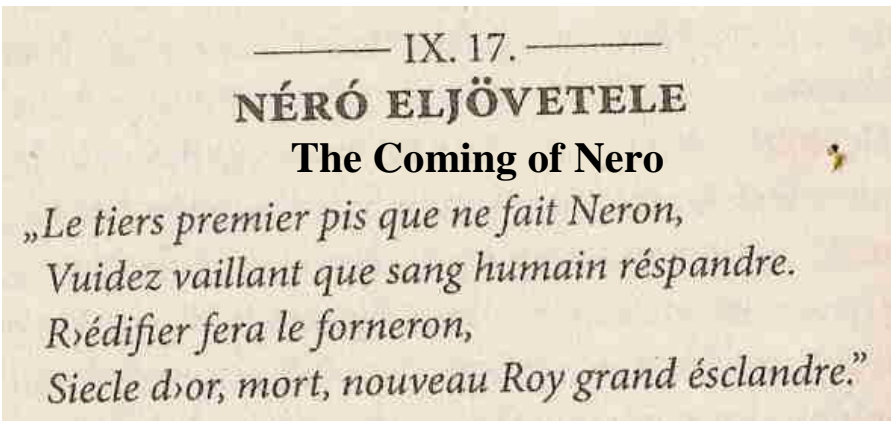 IX. 17.
NÉRÓ ELJÖVETELE
The Coming of Nero
„Le tiers premier pis que ne fait Neron,
Vuidez vaillant que sang humain réspandre.
R›édifier fera le forneron,
Siecle d›or, mort, nouveau Roy grand ésclandre.”